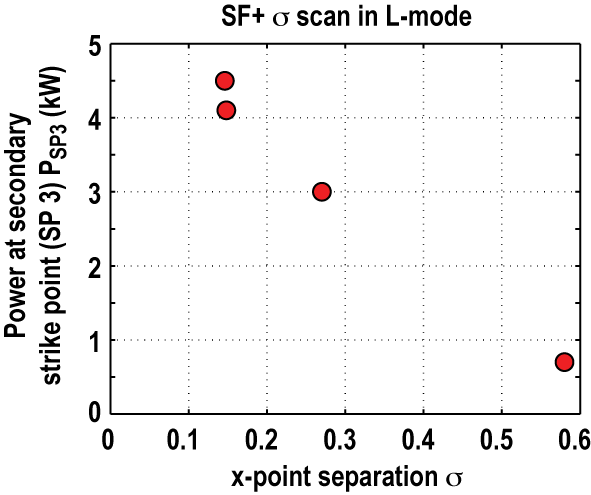 SF+ σ scan in L-mode
Power at secondary
strike point (SP 3) P_SP3 (kW)
5
4
3
2
1
0
0 0.1 0.2 0.3 0.4 0.5 0.6
x-point separation σ